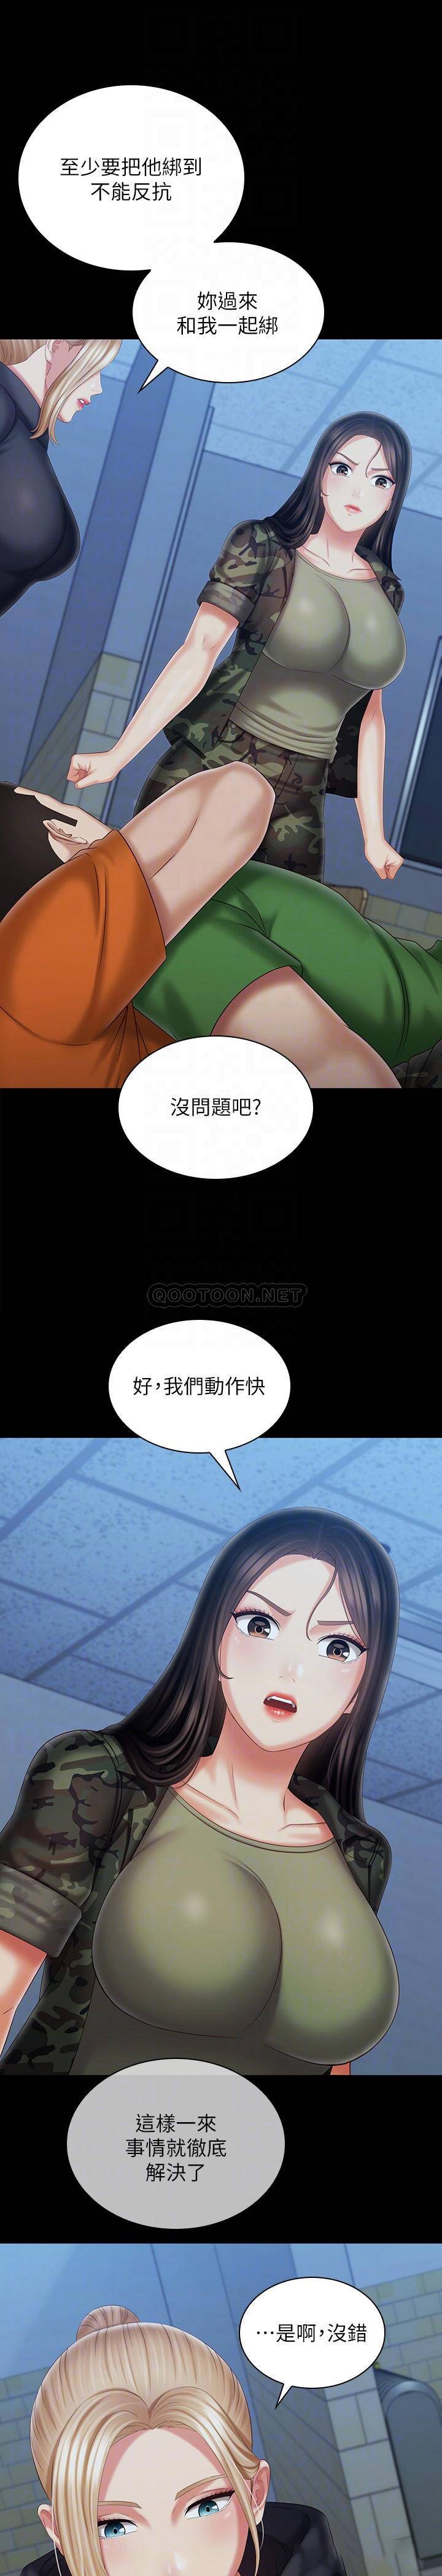 至少要把他綁到
不能反抗
妳過來
和我一起綁
沒問題吧?
QOOTOON.NET
好,我們動作快
這樣一來
事情就徹底
解決了
…是啊,沒錯